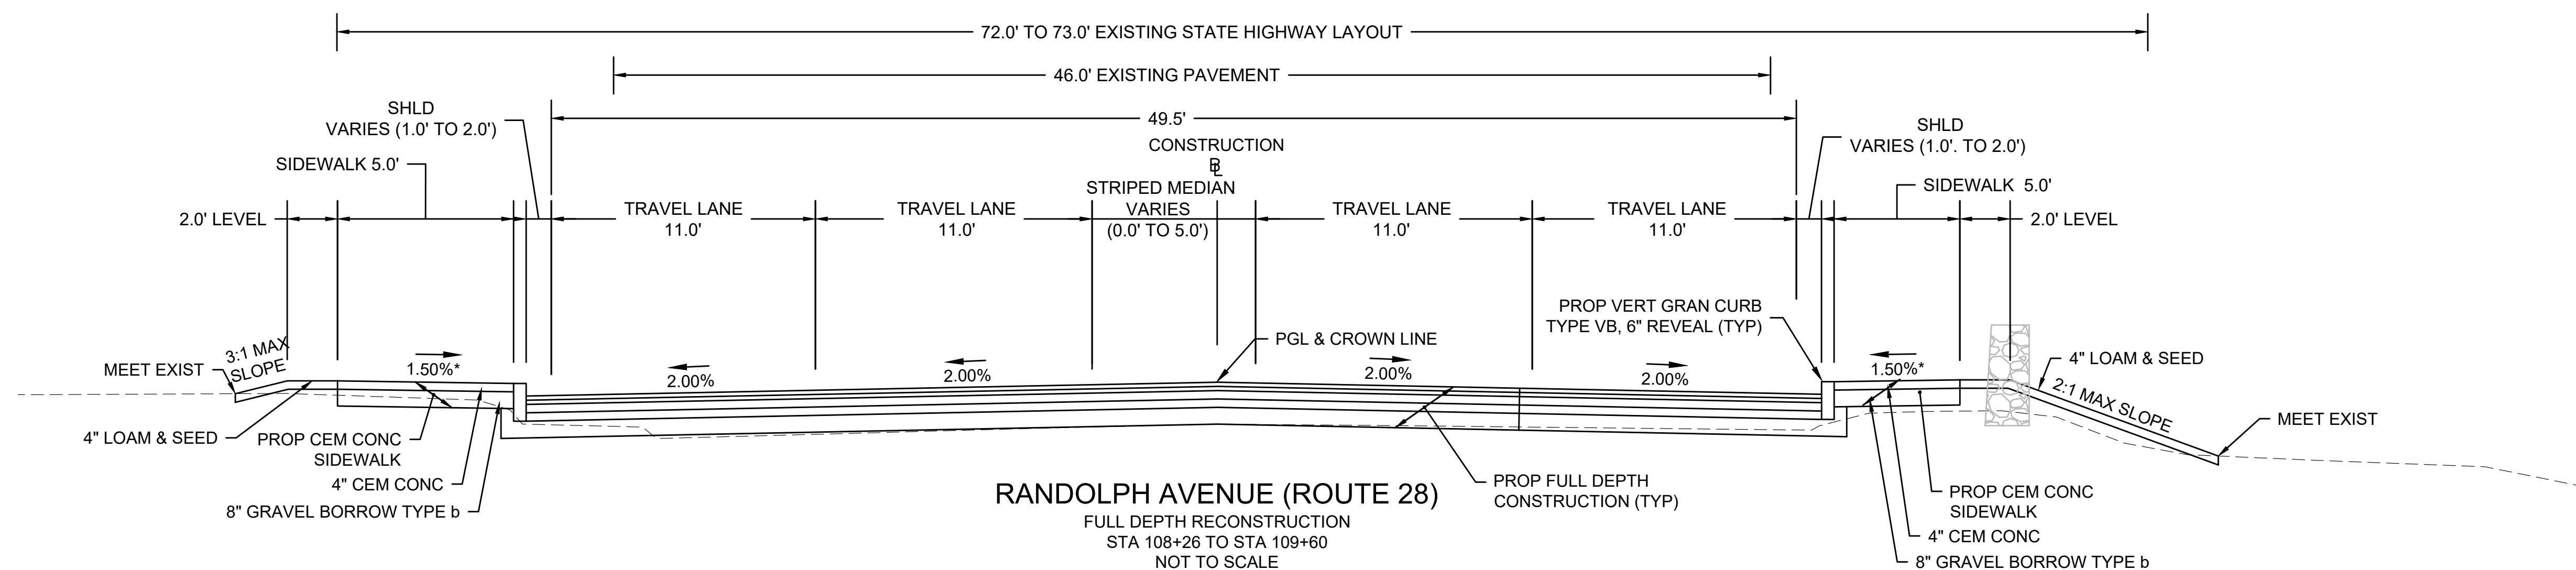 72.0' TO 73.0' EXISTING STATE HIGHWAY LAYOUT
46.0' EXISTING PAVEMENT
SHLD
VARIES (1.0' TO 2.0')
49.5'
SHLD
VARIES (1.0'. TO 2.0')
CONSTRUCTION
BL
SIDEWALK 5.0'
SIDEWALK 5.0'
2.0' LEVEL
TRAVEL LANE
11.0'
TRAVEL LANE
11.0'
STRIPED MEDIAN
VARIES
(0.0' TO 5.0')
TRAVEL LANE
11.0'
TRAVEL LANE
11.0'
2.0' LEVEL
PROP VERT GRAN CURB
TYPE VB, 6" REVEAL (TYP)
PGL & CROWN LINE
MEET EXIST
3:1 MAX
SLOPE
1.50%*
2.00%
2.00%
2.00%
2.00%
1.50%*
4" LOAM & SEED
2:1 MAX SLOPE
MEET EXIST
4" LOAM & SEED
PROP CEM CONC
SIDEWALK
4" CEM CONC
8" GRAVEL BORROW TYPE b
PROP FULL DEPTH
CONSTRUCTION (TYP)
PROP CEM CONC
SIDEWALK
4" CEM CONC
8" GRAVEL BORROW TYPE b
RANDOLPH AVENUE (ROUTE 28)
FULL DEPTH RECONSTRUCTION
STA 108+26 TO STA 109+60
NOT TO SCALE